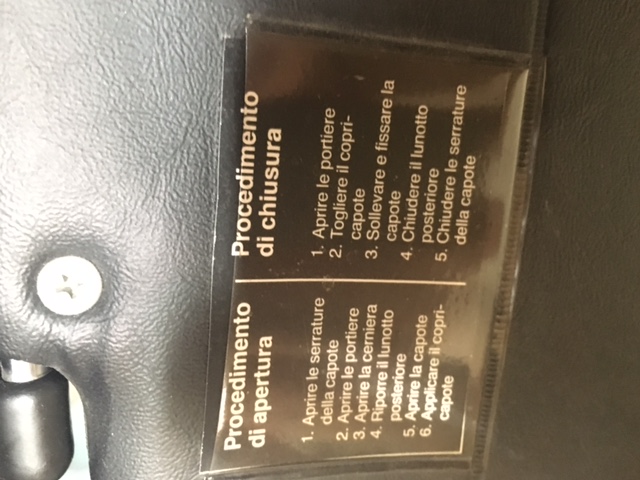 Procedimento
di apertura
1. Aprire le serrature
della capote
2. Aprire le portiere
3. Aprire la cerniera
4. Riporre il lunotto
posteriore
5. Aprire la capote
6. Applicare il copri-
capote
Procedimento
di chiusura
1. Aprire le portiere
2. Togliere il copri-
capote
3. Sollevare e fissare la
capote
4. Chiudere il lunotto
posteriore
5. Chiudere le serrature
della capote